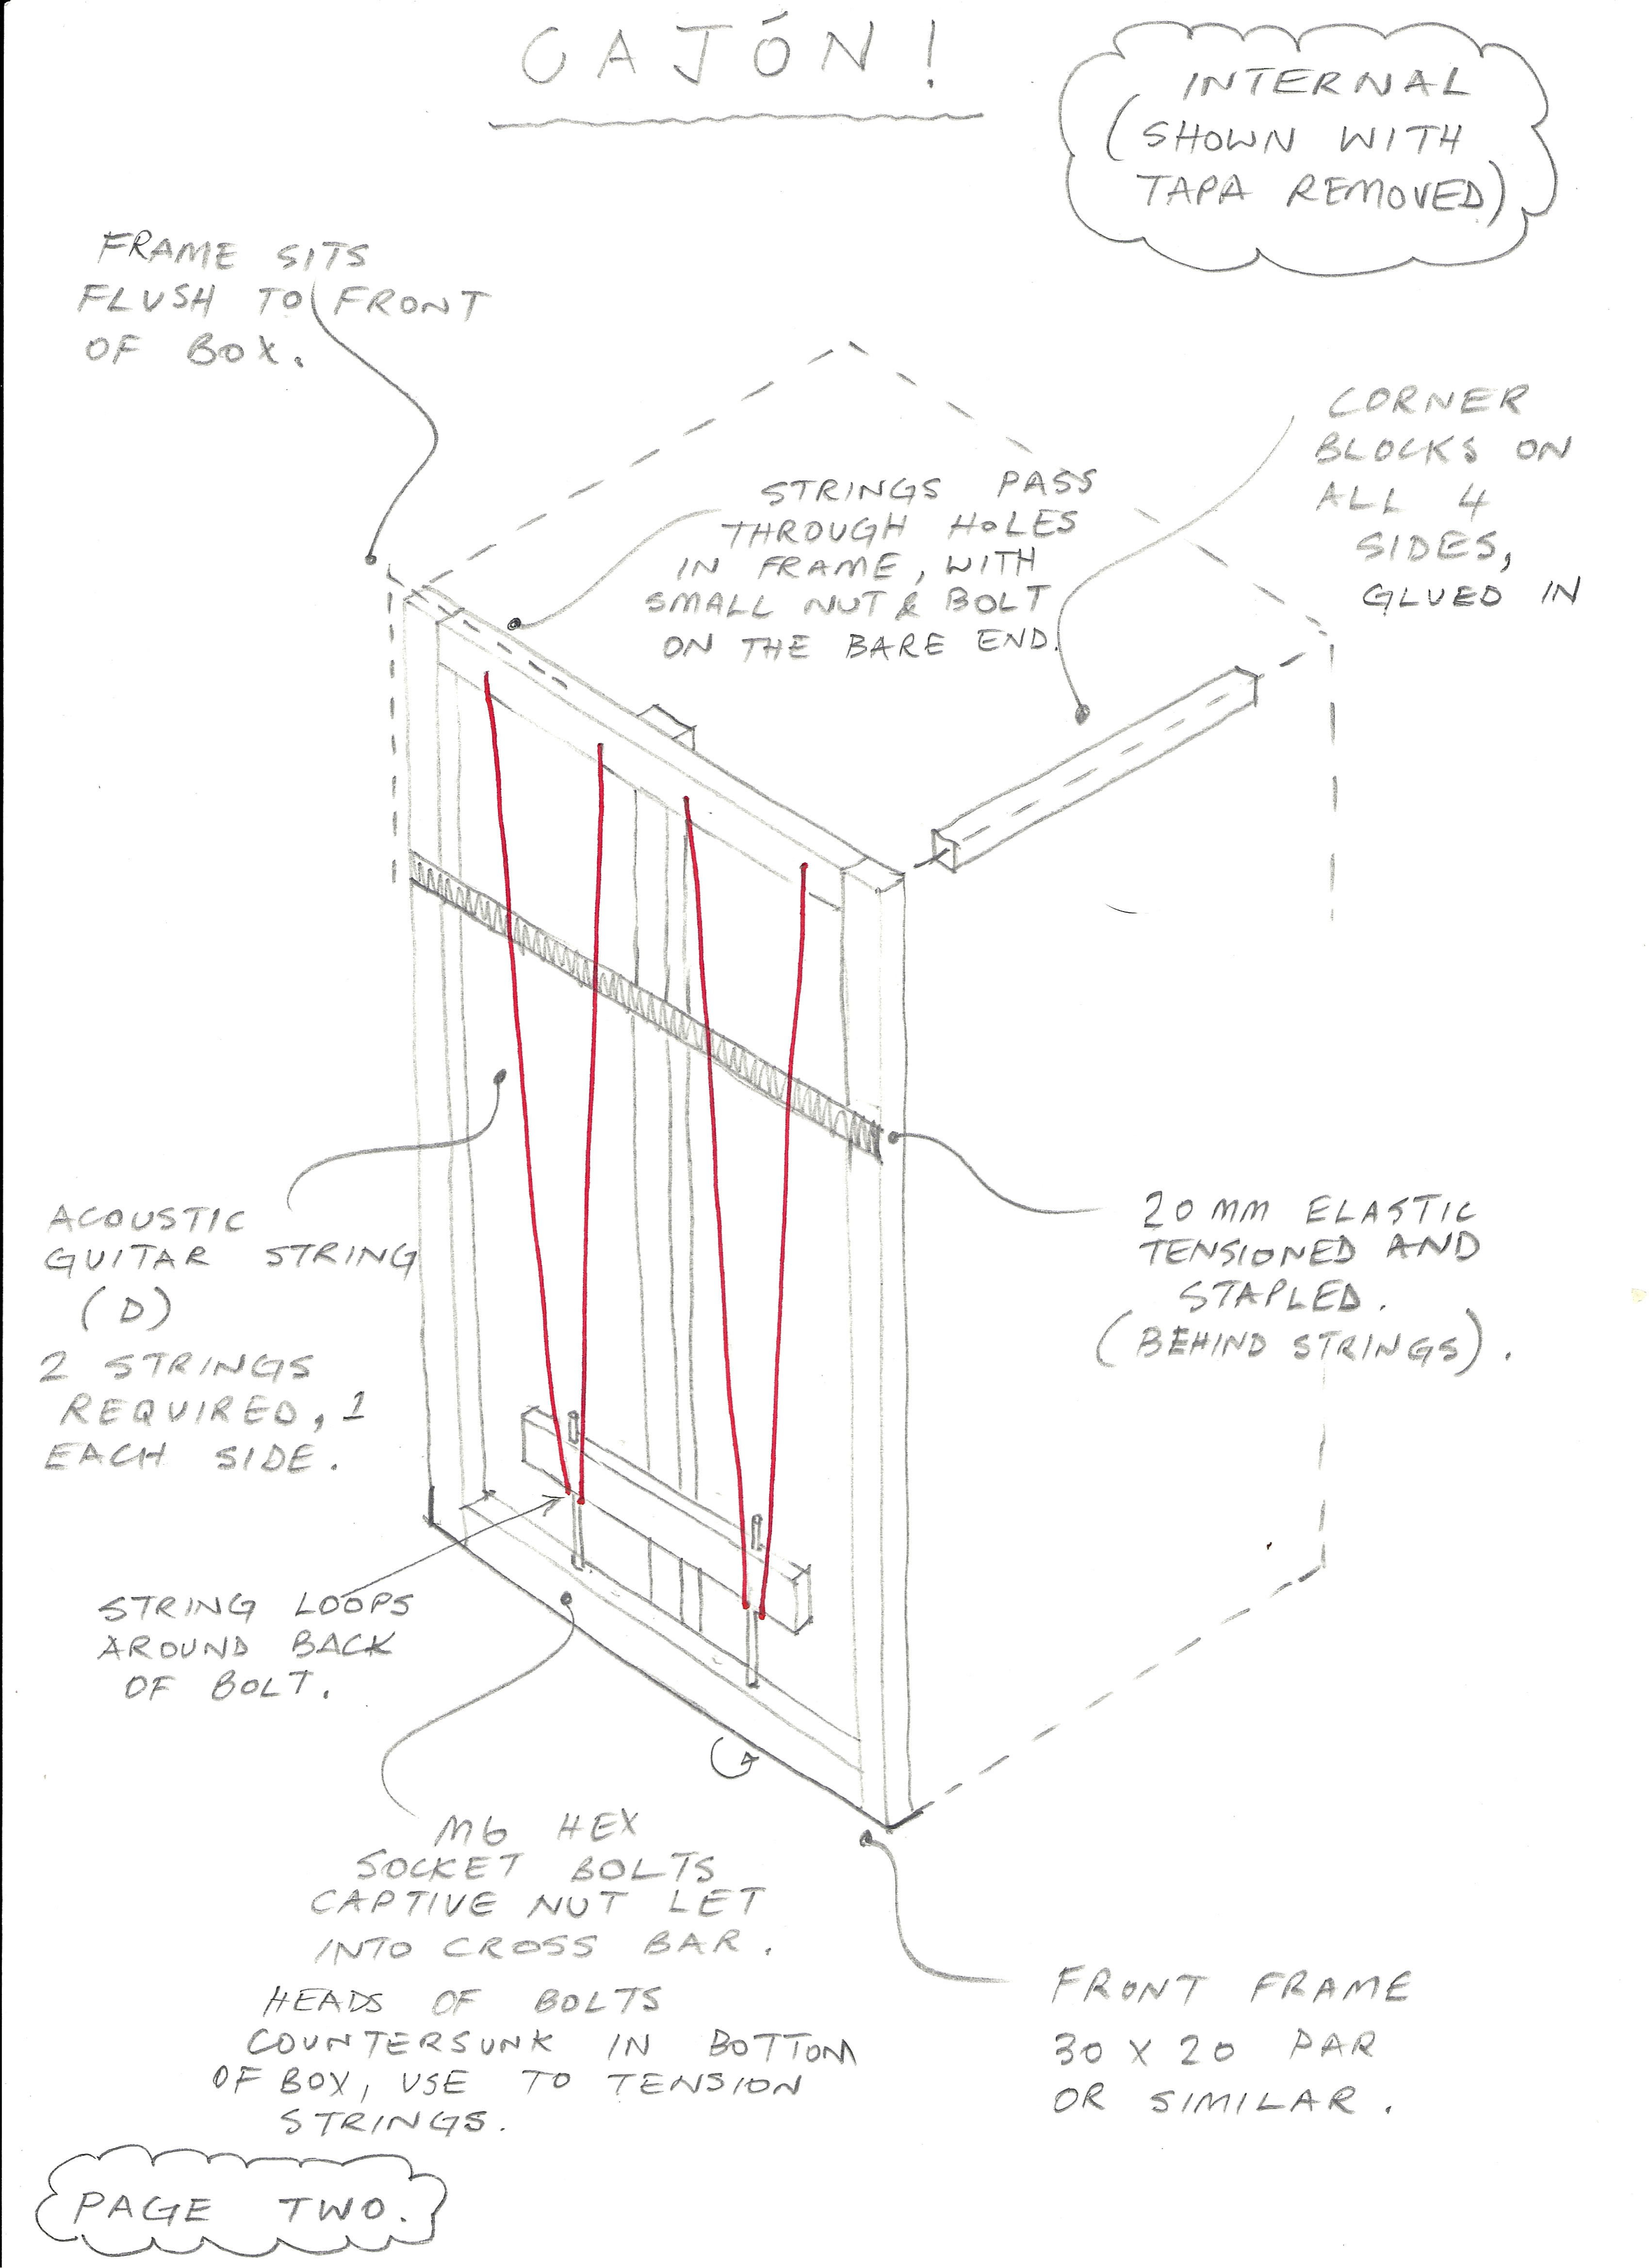 CAJÓN!
INTERNAL
(SHOWN WITH
TAPA REMOVED)
FRAME SITS
FLUSH TO FRONT
OF BOX.
CORNER
BLOCKS ON
ALL 4
SIDES,
GLUED IN
STRINGS PASS
THROUGH HOLES
IN FRAME, WITH
SMALL NUT & BOLT
ON THE BARE END.
ACOUSTIC
GUITAR STRING
(D)
2 STRINGS
REQUIRED, 1
EACH SIDE.
20MM ELASTIC
TENSIONED AND
STAPLED.
(BEHIND STRINGS).
STRING LOOPS
AROUND BACK
OF BOLT.
M6 HEX
SOCKET BOLTS
CAPTIVE NUT LET
INTO CROSS BAR.
HEADS OF BOLTS
COUNTERSUNK IN BOTTOM
OF BOX, USE TO TENSION
STRINGS.
FRONT FRAME
30 X 20 PAR
OR SIMILAR.
PAGE TWO.